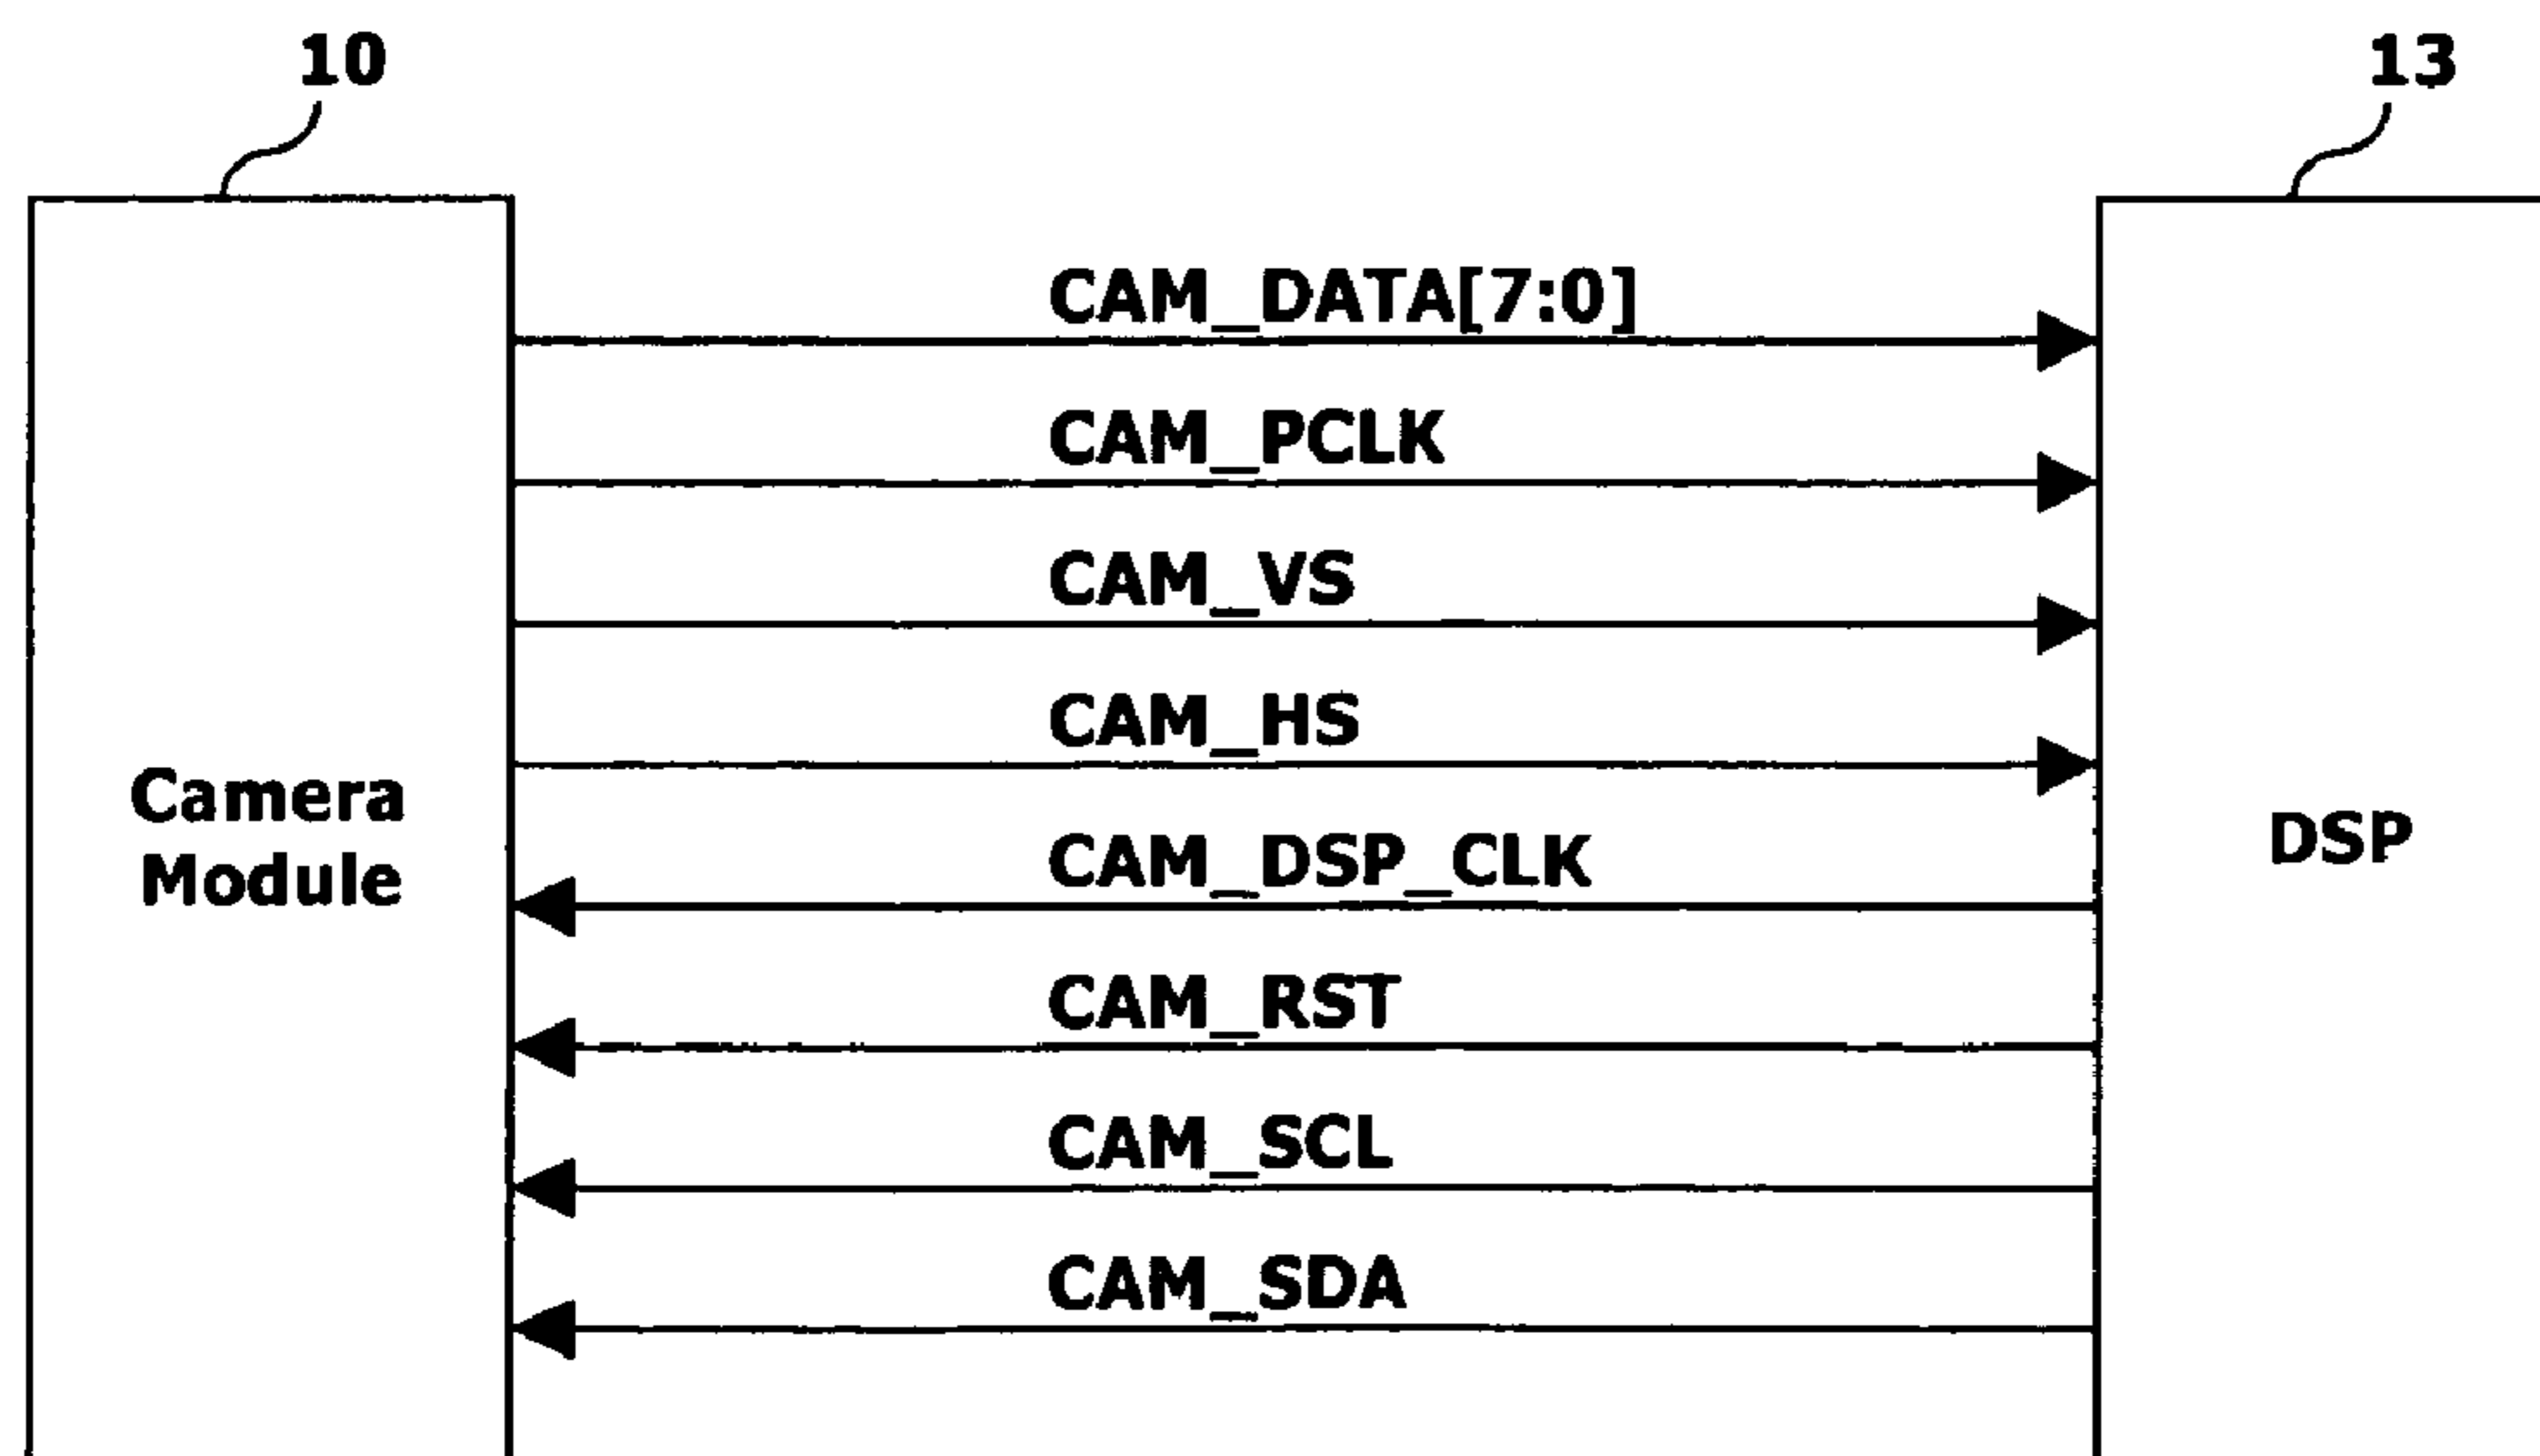 10
13
CAM_DATA[7:0]
CAM_PCLK
CAM_VS
CAM_HS
Camera
Module
CAM_DSP_CLK
DSP
CAM_RST
CAM_SCL
CAM_SDA